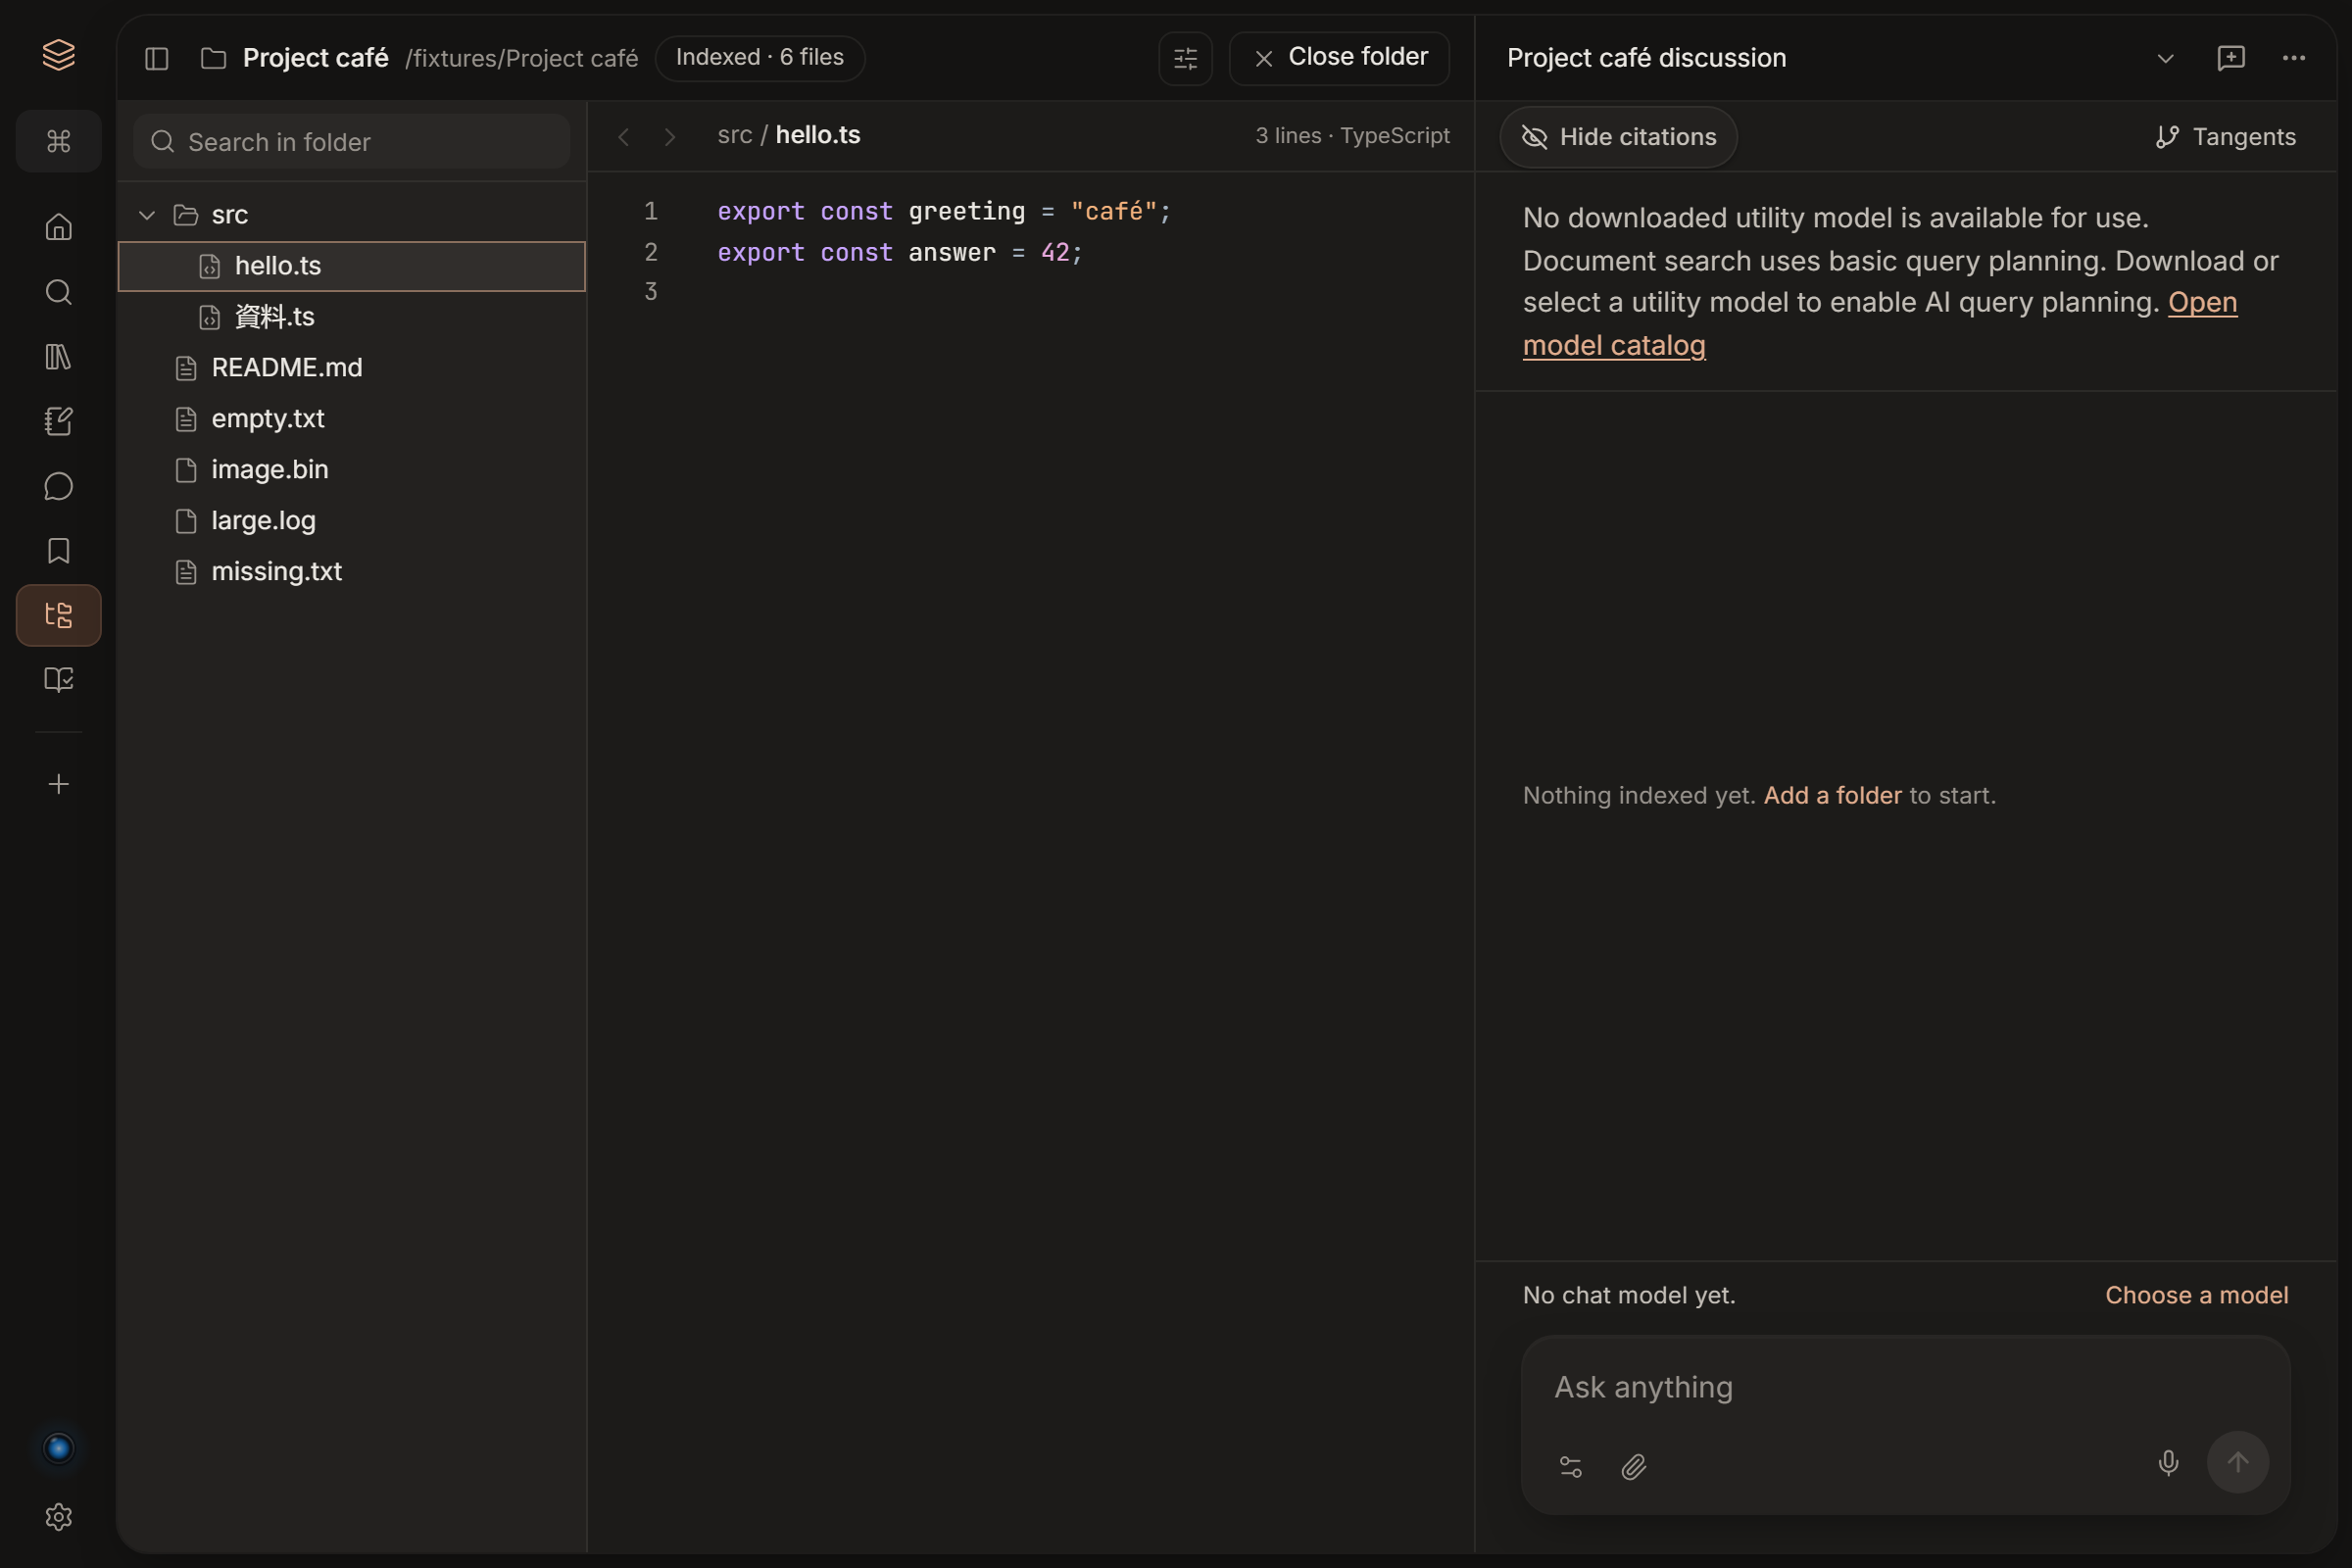 Project café /fixtures/Project café Indexed · 6 files Close folder
Search in folder
src
hello.ts
資料.ts
README.md
empty.txt
image.bin
large.log
missing.txt
src / hello.ts 3 lines · TypeScript
1 export const greeting = "café";
2 export const answer = 42;
3
Project café discussion
Hide citations Tangents
No downloaded utility model is available for use.
Document search uses basic query planning. Download or
select a utility model to enable AI query planning. Open
model catalog
Nothing indexed yet. Add a folder to start.
No chat model yet. Choose a model
Ask anything